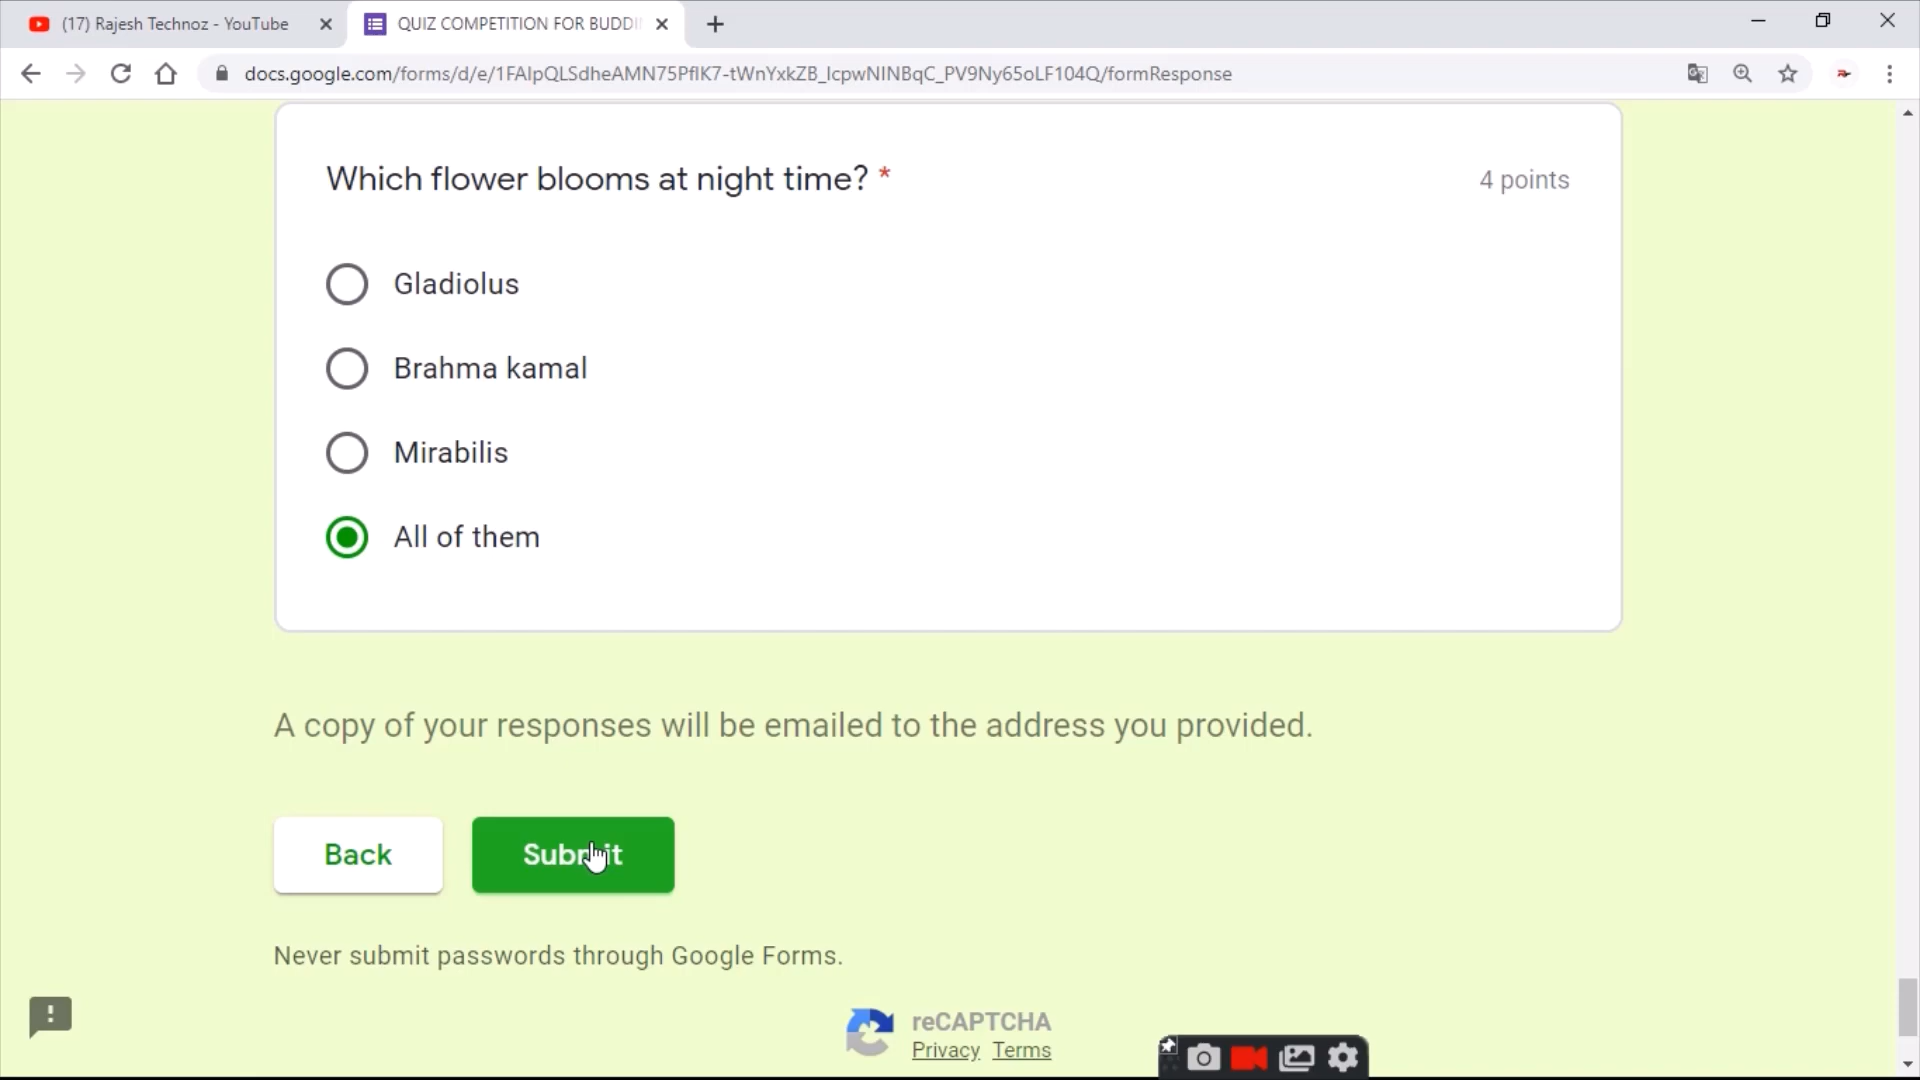 (17) Rajesh Technoz - YouTube
QUIZ COMPETITION FOR BUDDI
docs.google.com/forms/d/e/1FAIpQLSdheAMN75PflK7-tWnYxkZB_lcpwNINBqC_PV9Ny65oLF104Q/formResponse
Which flower blooms at night time? *
4 points
Gladiolus
Brahma kamal
Mirabilis
All of them
A copy of your responses will be emailed to the address you provided.
Back
Submit
Never submit passwords through Google Forms.
reCAPTCHA
Privacy Terms